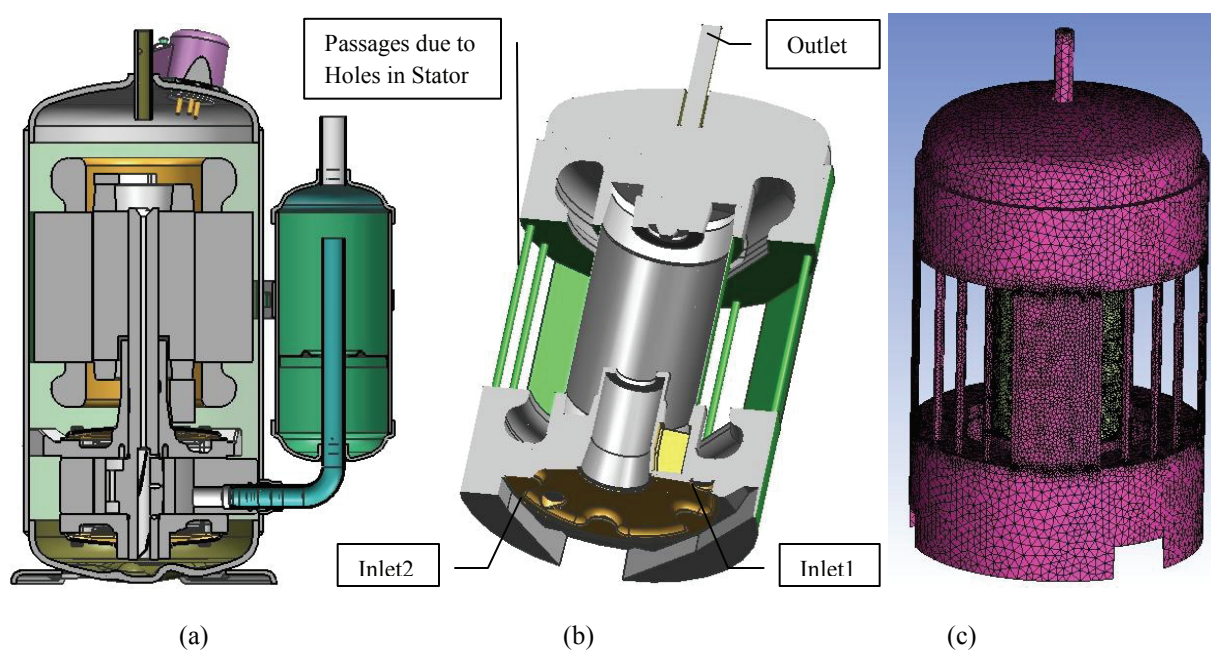 Passages due to
Holes in Stator
Outlet
Inlet2
Inlet1
(a)
(b)
(c)